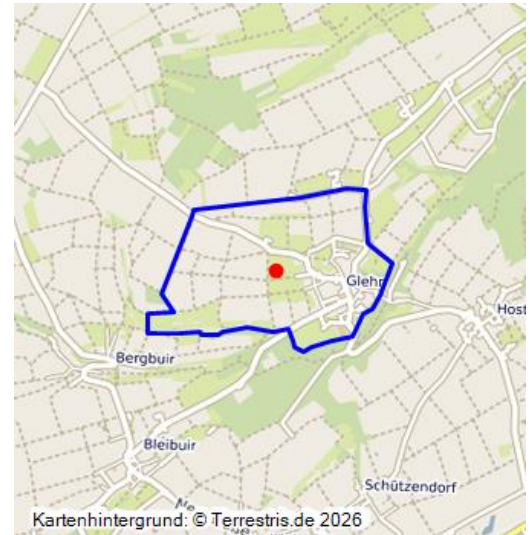 Glehn
Host
Bergbuir
Bleibuir
Schützendorf
Kartenhintergrund: © Terrestris.de 2026